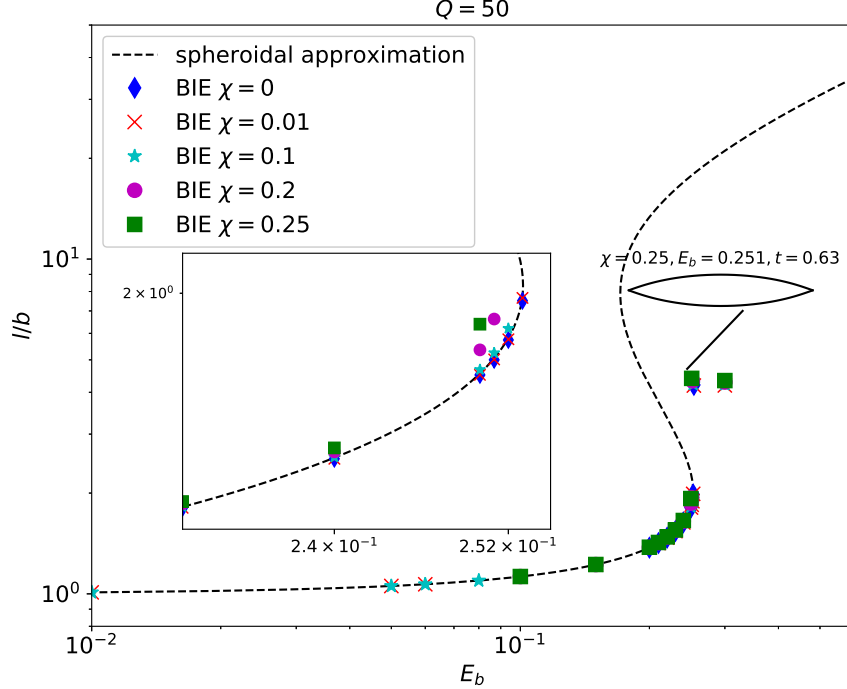 Q = 50
spheroidal approximation
BIE χ = 0
BIE χ = 0.01
BIE χ = 0.1
BIE χ = 0.2
BIE χ = 0.25
χ = 0.25, E_b = 0.251, t = 0.63
10^1
10^0
l/b
2 × 10^0
2.4 × 10^{-1}
2.52 × 10^{-1}
10^{-2}
10^{-1}
E_b